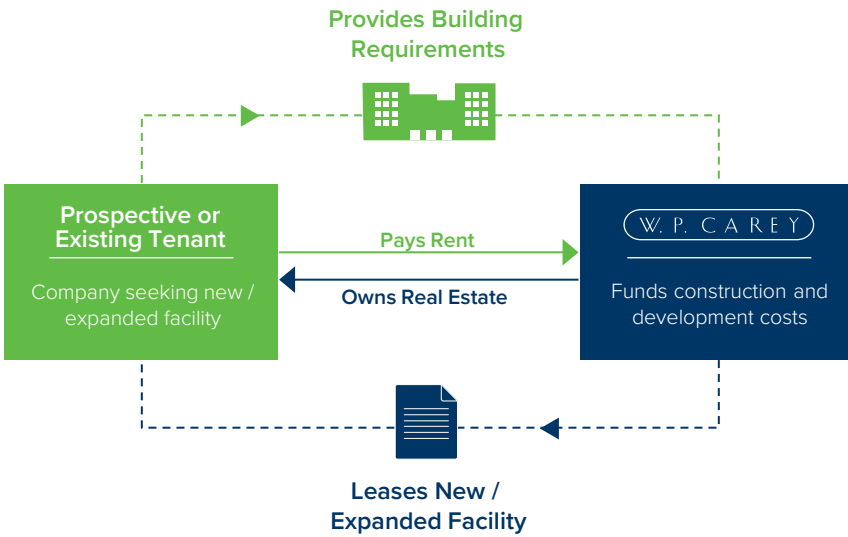 Provides Building
Requirements
Prospective or
Existing Tenant
Company seeking new /
expanded facility
Pays Rent
Owns Real Estate
W. P. CAREY
Funds construction and
development costs
Leases New /
Expanded Facility